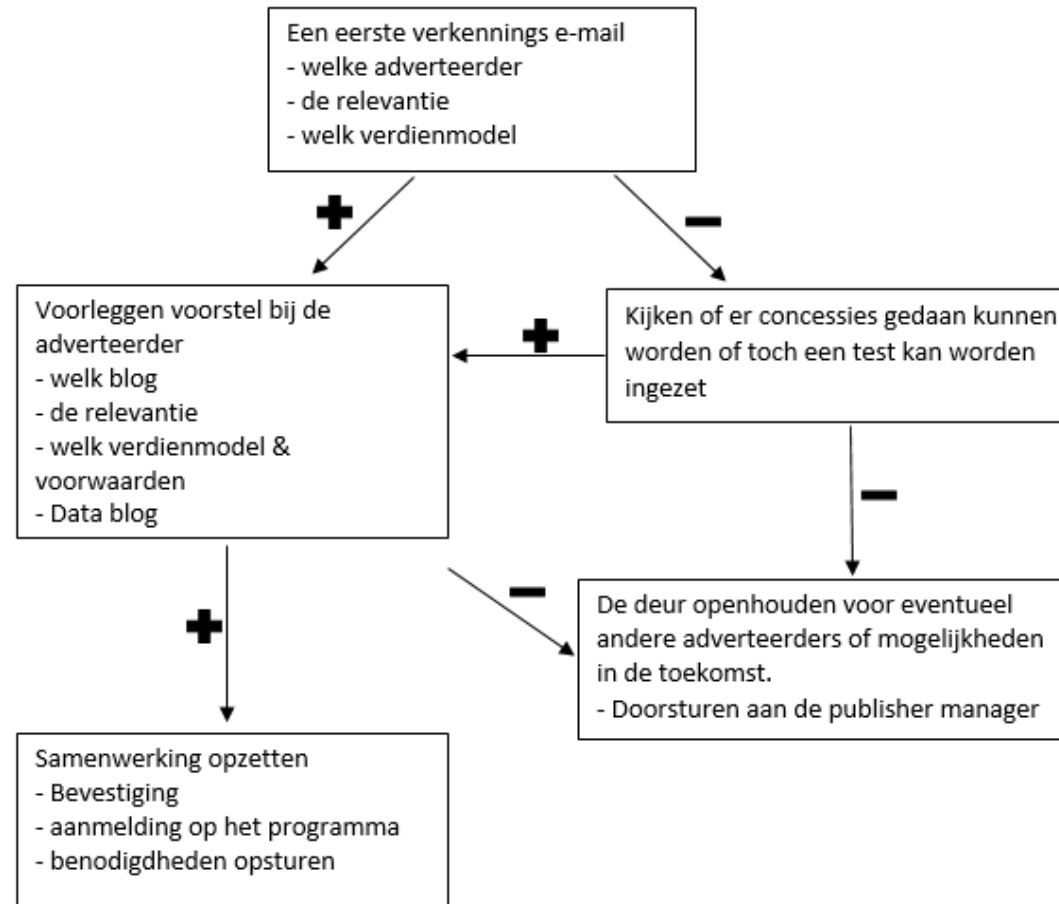 Een eerste verkennings e-mail
- welke adverteerder
- de relevantie
- welk verdienmodel
+
-
Voorleggen voorstel bij de
adverteerder
- welk blog
- de relevantie
- welk verdienmodel &
voorwaarden
- Data blog
+
Kijken of er concessies gedaan kunnen
worden of toch een test kan worden
ingezet
-
-
De deur openhouden voor eventueel
andere adverteerders of mogelijkheden
in de toekomst.
- Doorsturen aan de publisher manager
+
Samenwerking opzetten
- Bevestiging
- aanmelding op het programma
- benodigdheden opsturen